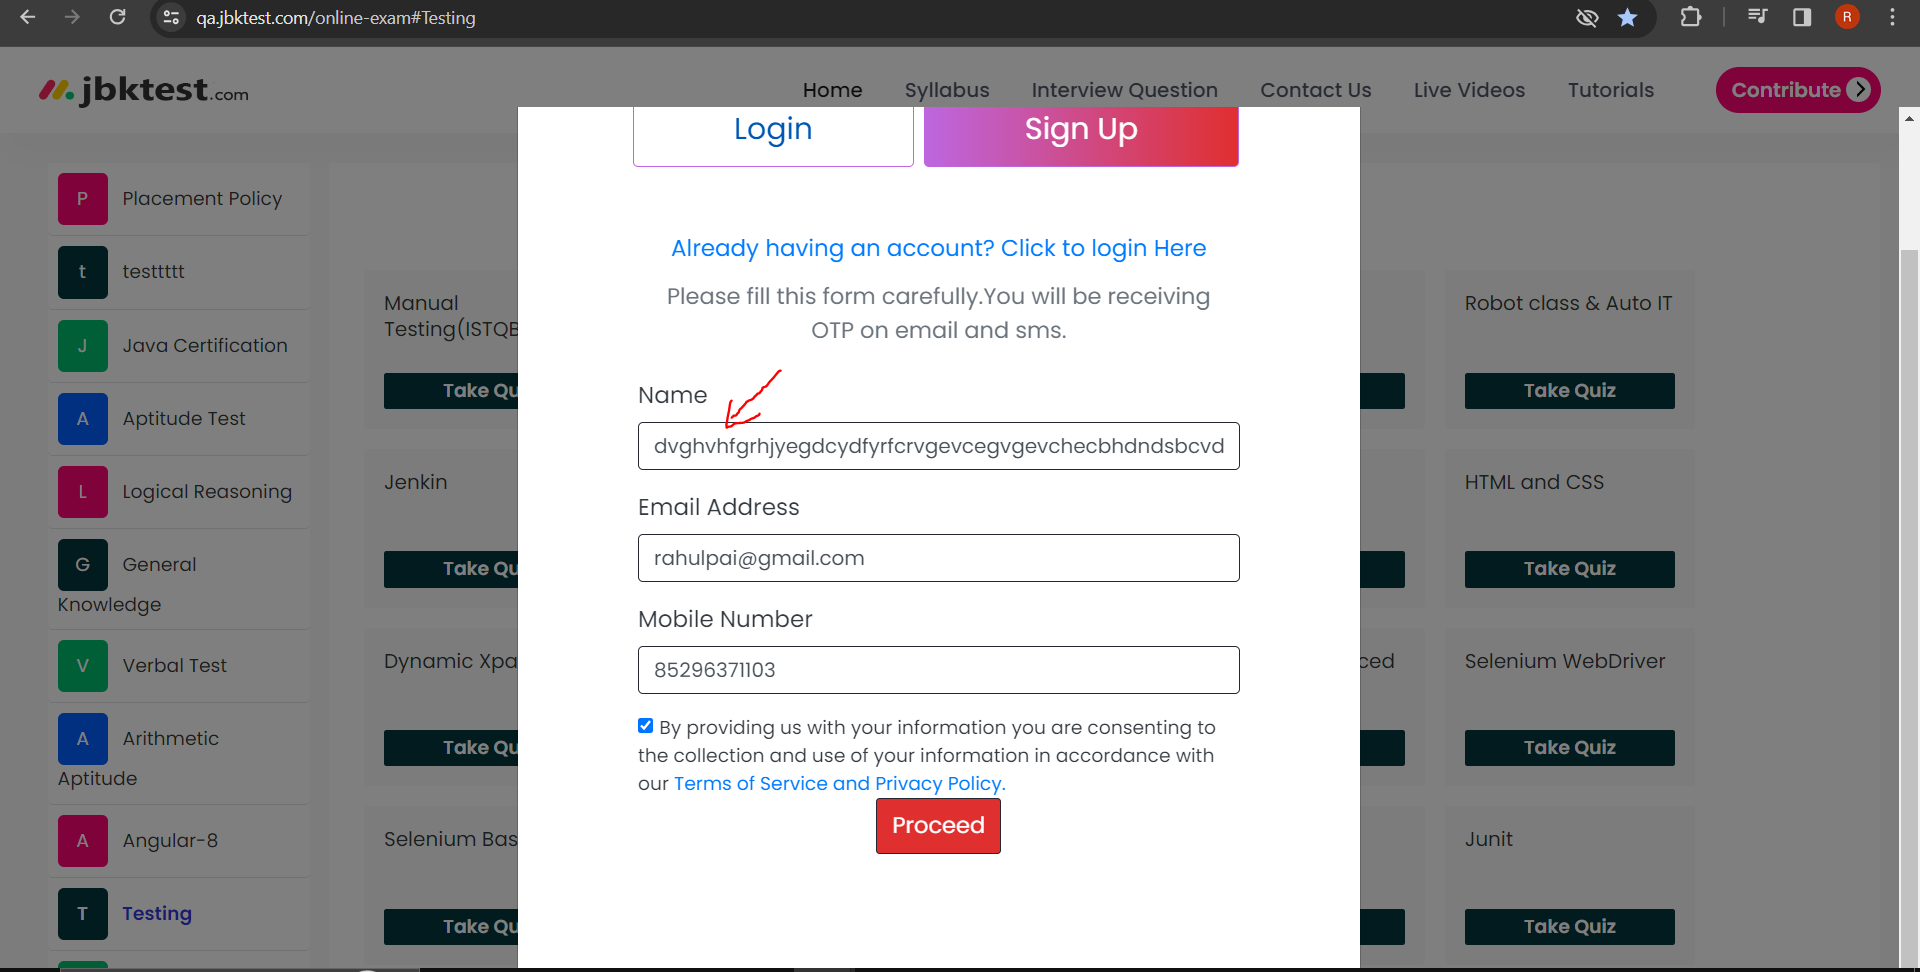 qa.jbktest.com/online-exam#Testing
R
jbktest.com
Home
Syllabus
Interview Question
Contact Us
Live Videos
Tutorials
Contribute
P
Placement Policy
t
testtttt
J
Java Certification
A
Aptitude Test
L
Logical Reasoning
G
General
Knowledge
V
Verbal Test
A
Arithmetic
Aptitude
A
Angular-8
T
Testing
Manual
Testing(ISTQB
Take Qu
Jenkin
Take Qu
Dynamic Xpa
Take Qu
Selenium Bas
Take Qu
Login
Sign Up
Already having an account? Click to login Here
Please fill this form carefully.You will be receiving
OTP on email and sms.
Name
dvghvhfgrhjyegdcydfyrfcrvgevcegvgevchecbhdndsbcvd
Email Address
rahulpai@gmail.com
Mobile Number
85296371103
By providing us with your information you are consenting to
the collection and use of your information in accordance with
our Terms of Service and Privacy Policy.
Proceed
ced
Robot class & Auto IT
Take Quiz
HTML and CSS
Take Quiz
Selenium WebDriver
Take Quiz
Junit
Take Quiz